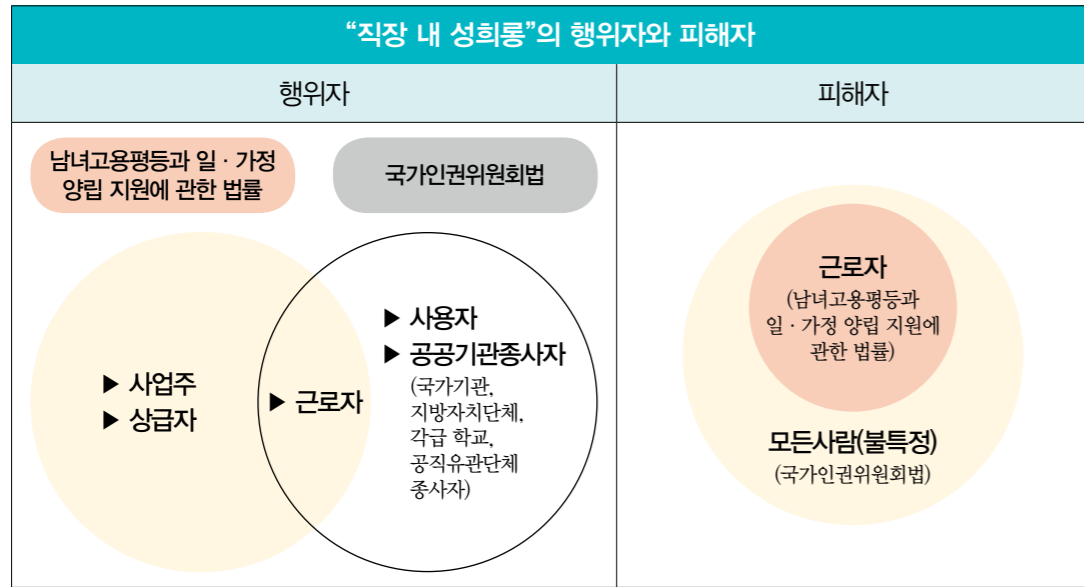 “직장 내 성희롱”의 행위자와 피해자
행위자
피해자
남녀고용평등과 일 · 가정
양립 지원에 관한 법률
국가인권위원회법
▶ 사업주
▶ 상급자
▶ 근로자
▶ 사용자
▶ 공공기관종사자
(국가기관,
지방자치단체,
각급 학교,
공직유관단체
종사자)
근로자
(남녀고용평등과
일 · 가정 양립 지원에
관한 법률)
모든사람(불특정)
(국가인권위원회법)